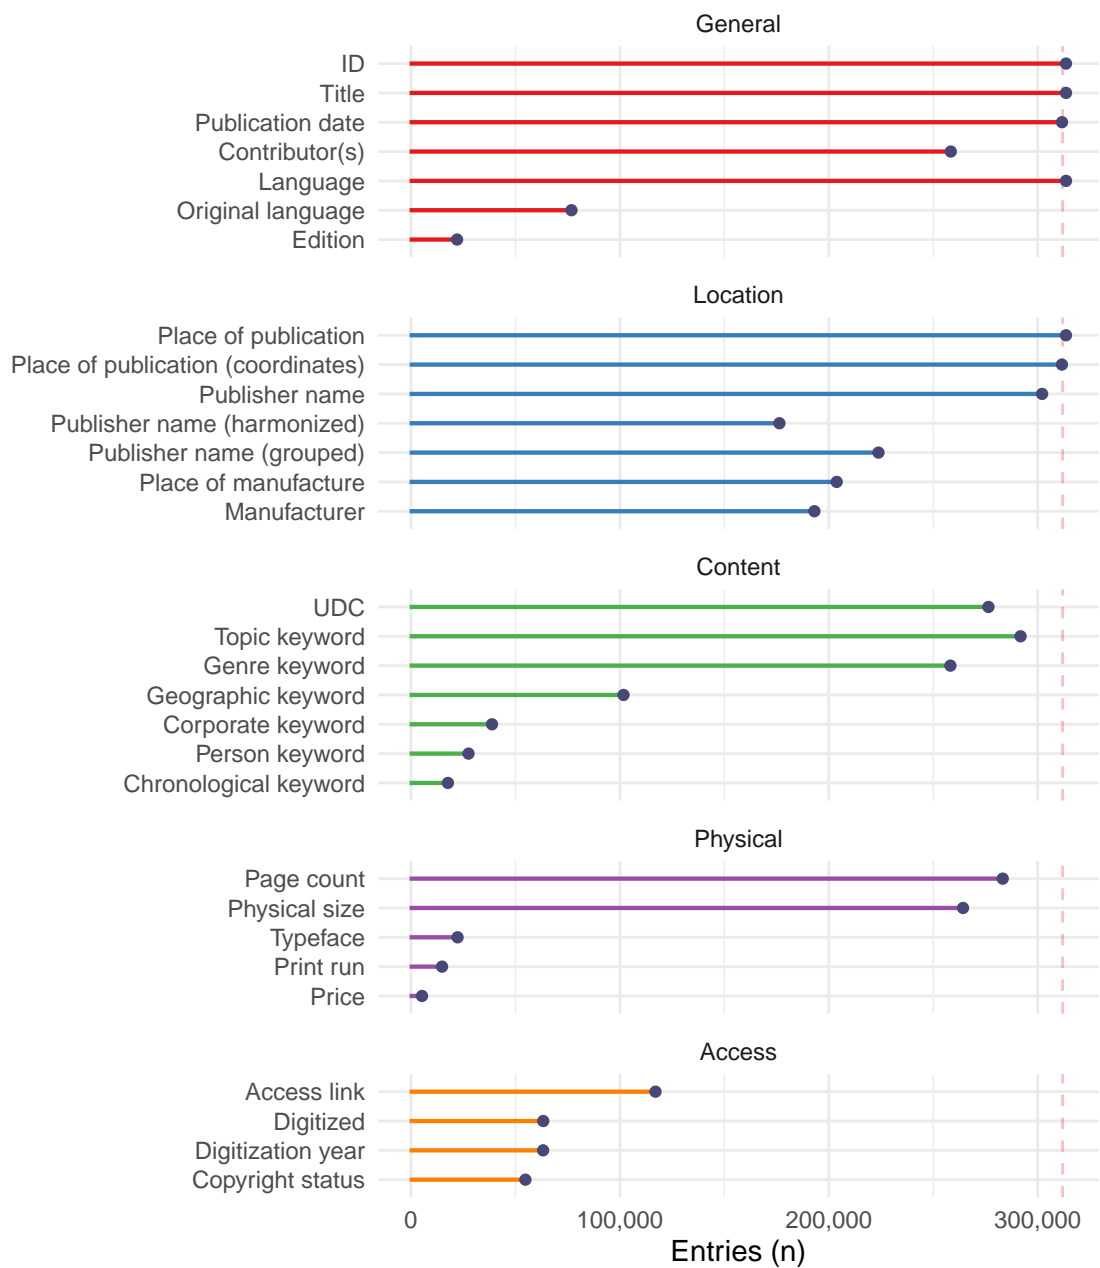 General
ID
Title
Publication date
Contributor(s)
Language
Original language
Edition
Location
Place of publication
Place of publication (coordinates)
Publisher name
Publisher name (harmonized)
Publisher name (grouped)
Place of manufacture
Manufacturer
Content
UDC
Topic keyword
Genre keyword
Geographic keyword
Corporate keyword
Person keyword
Chronological keyword
Physical
Page count
Physical size
Typeface
Print run
Price
Access
Access link
Digitized
Digitization year
Copyright status
0 100,000 200,000 300,000
Entries (n)